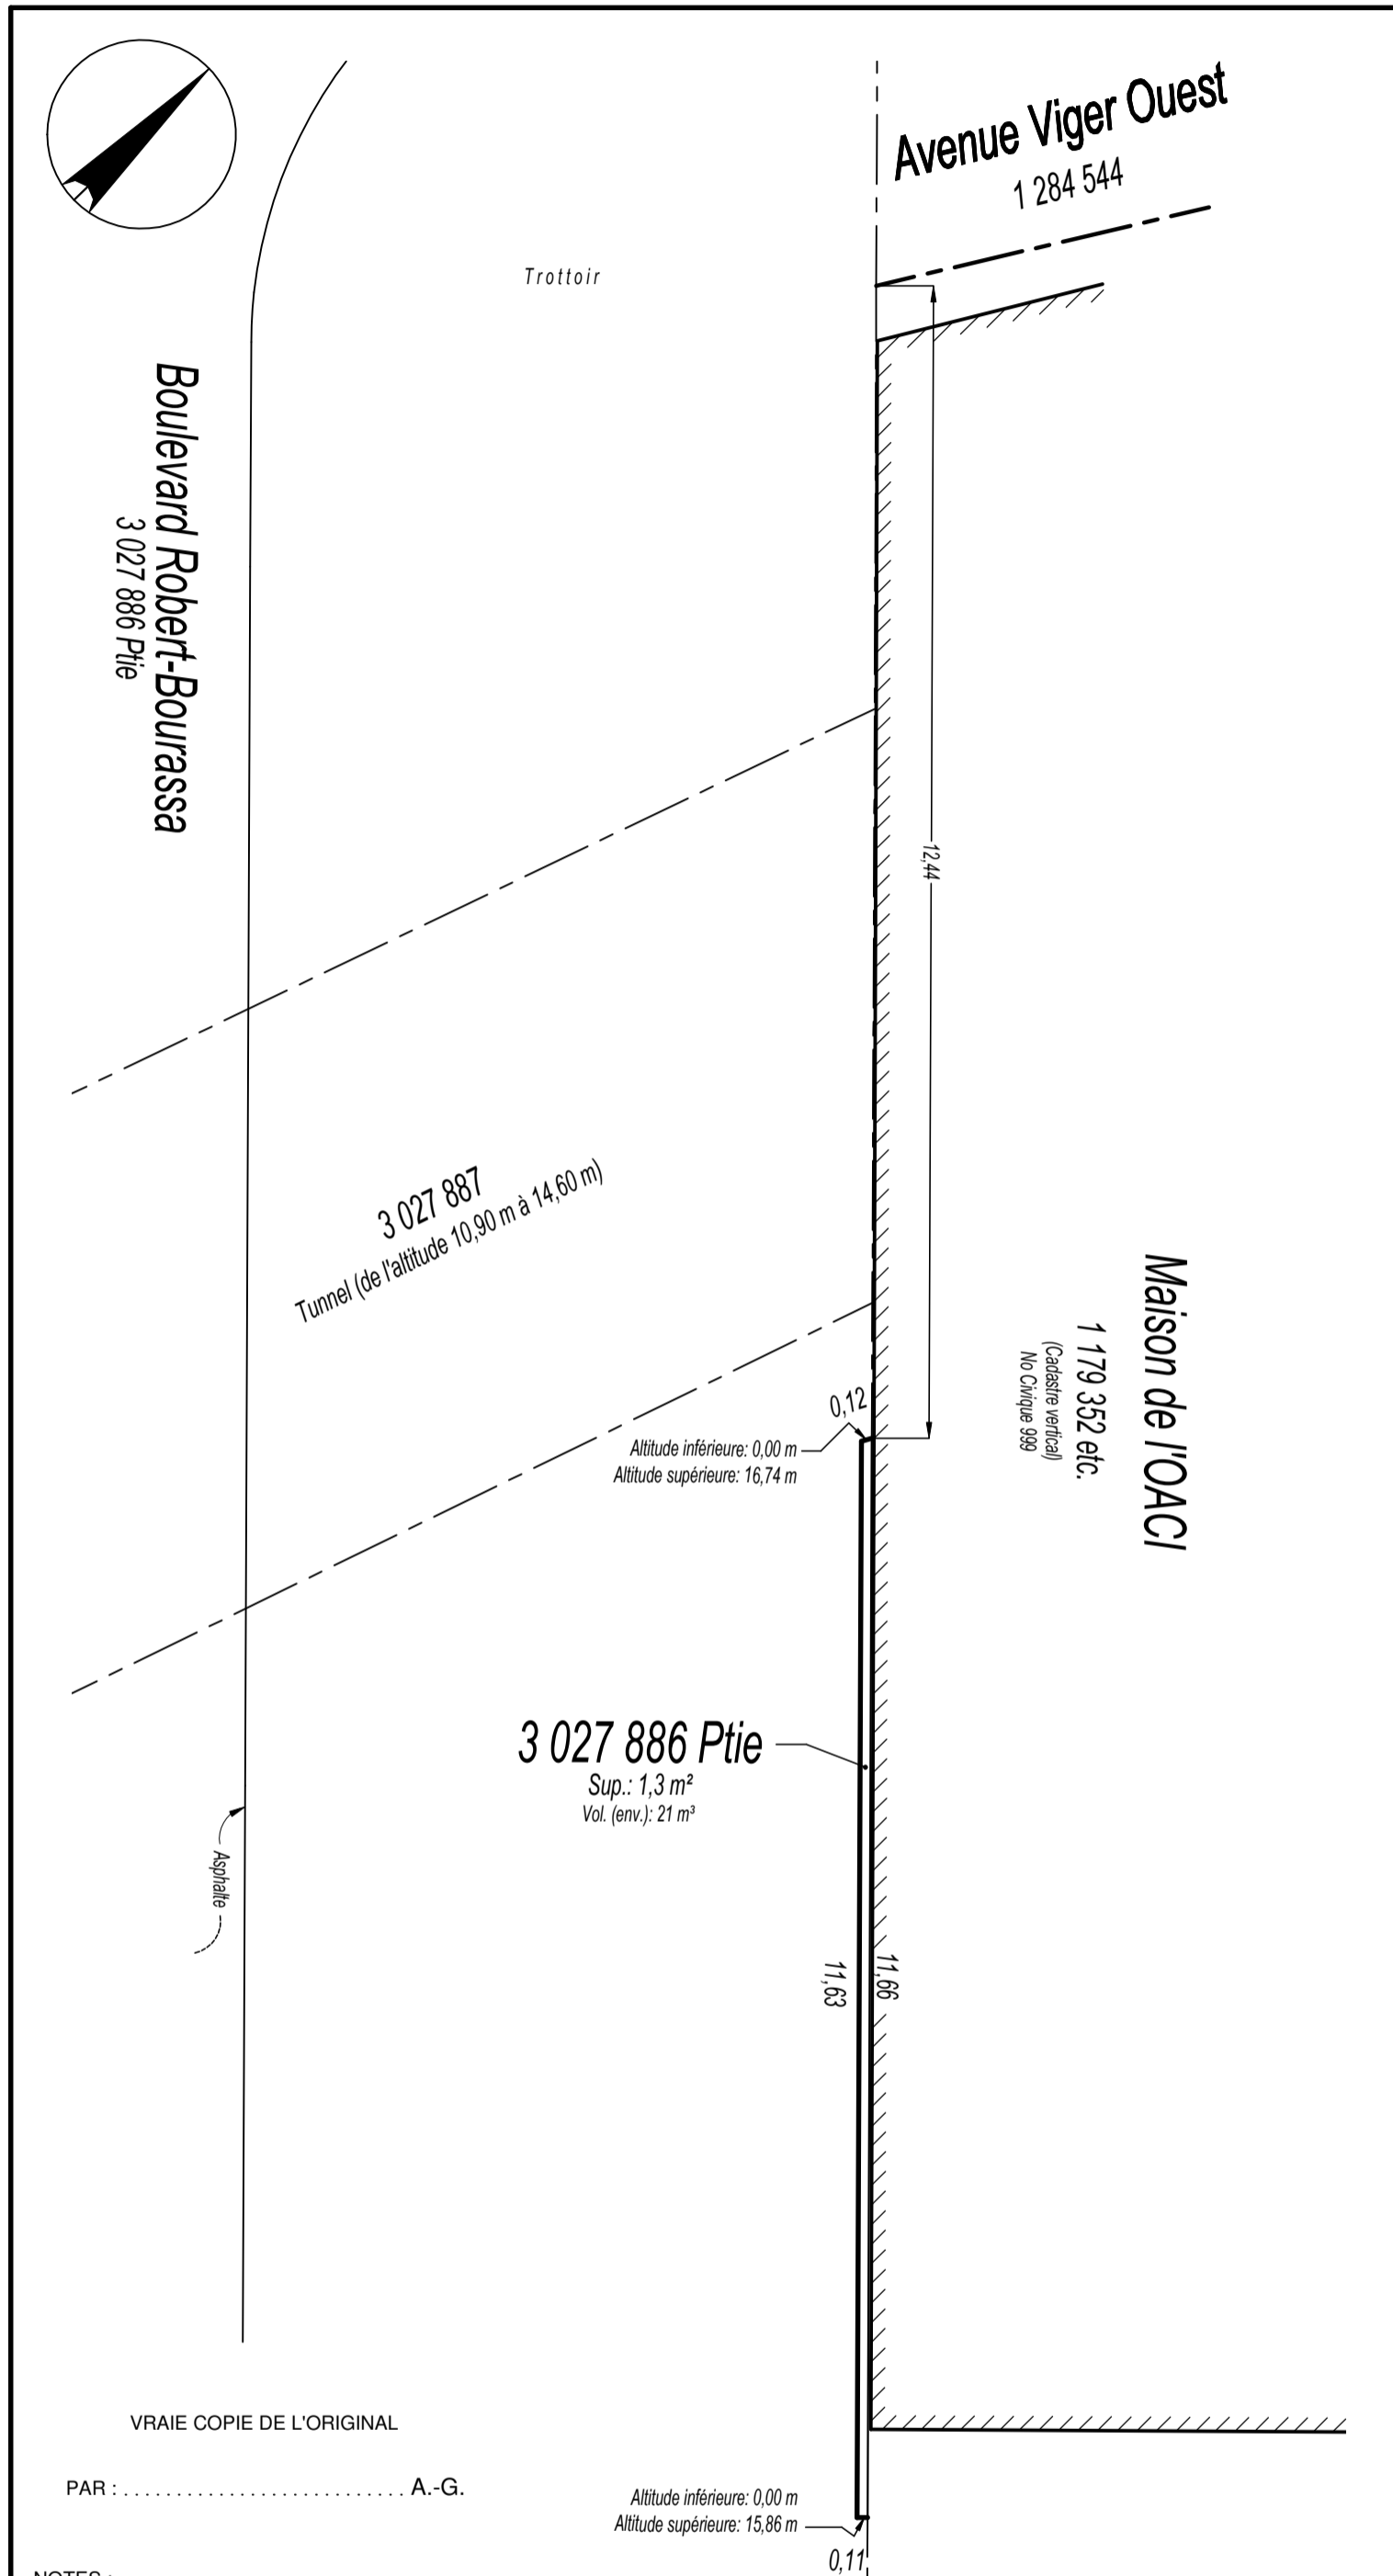 Avenue Viger Ouest
1 284 544
Trottoir
Boulevard Robert-Bourassa
3 027 886 Ptie
12,44
3 027 887
Tunnel (de l'altitude 10,90 m à 14,60 m)
Maison de l'OACI
1 179 352 etc.
(Cadastre vertical)
No Civique 999
0,12
Altitude inférieure: 0,00 m
Altitude supérieure: 16,74 m
3 027 886 Ptie
Sup.: 1,3 m²
Vol. (env.): 21 m³
Asphalte
11,63
11,66
VRAIE COPIE DE L'ORIGINAL
PAR : . . . . . . . . . . . . . . . . . . . . . . . . . . . A.-G.
Altitude inférieure: 0,00 m
Altitude supérieure: 15,86 m
0,11
NOTES :